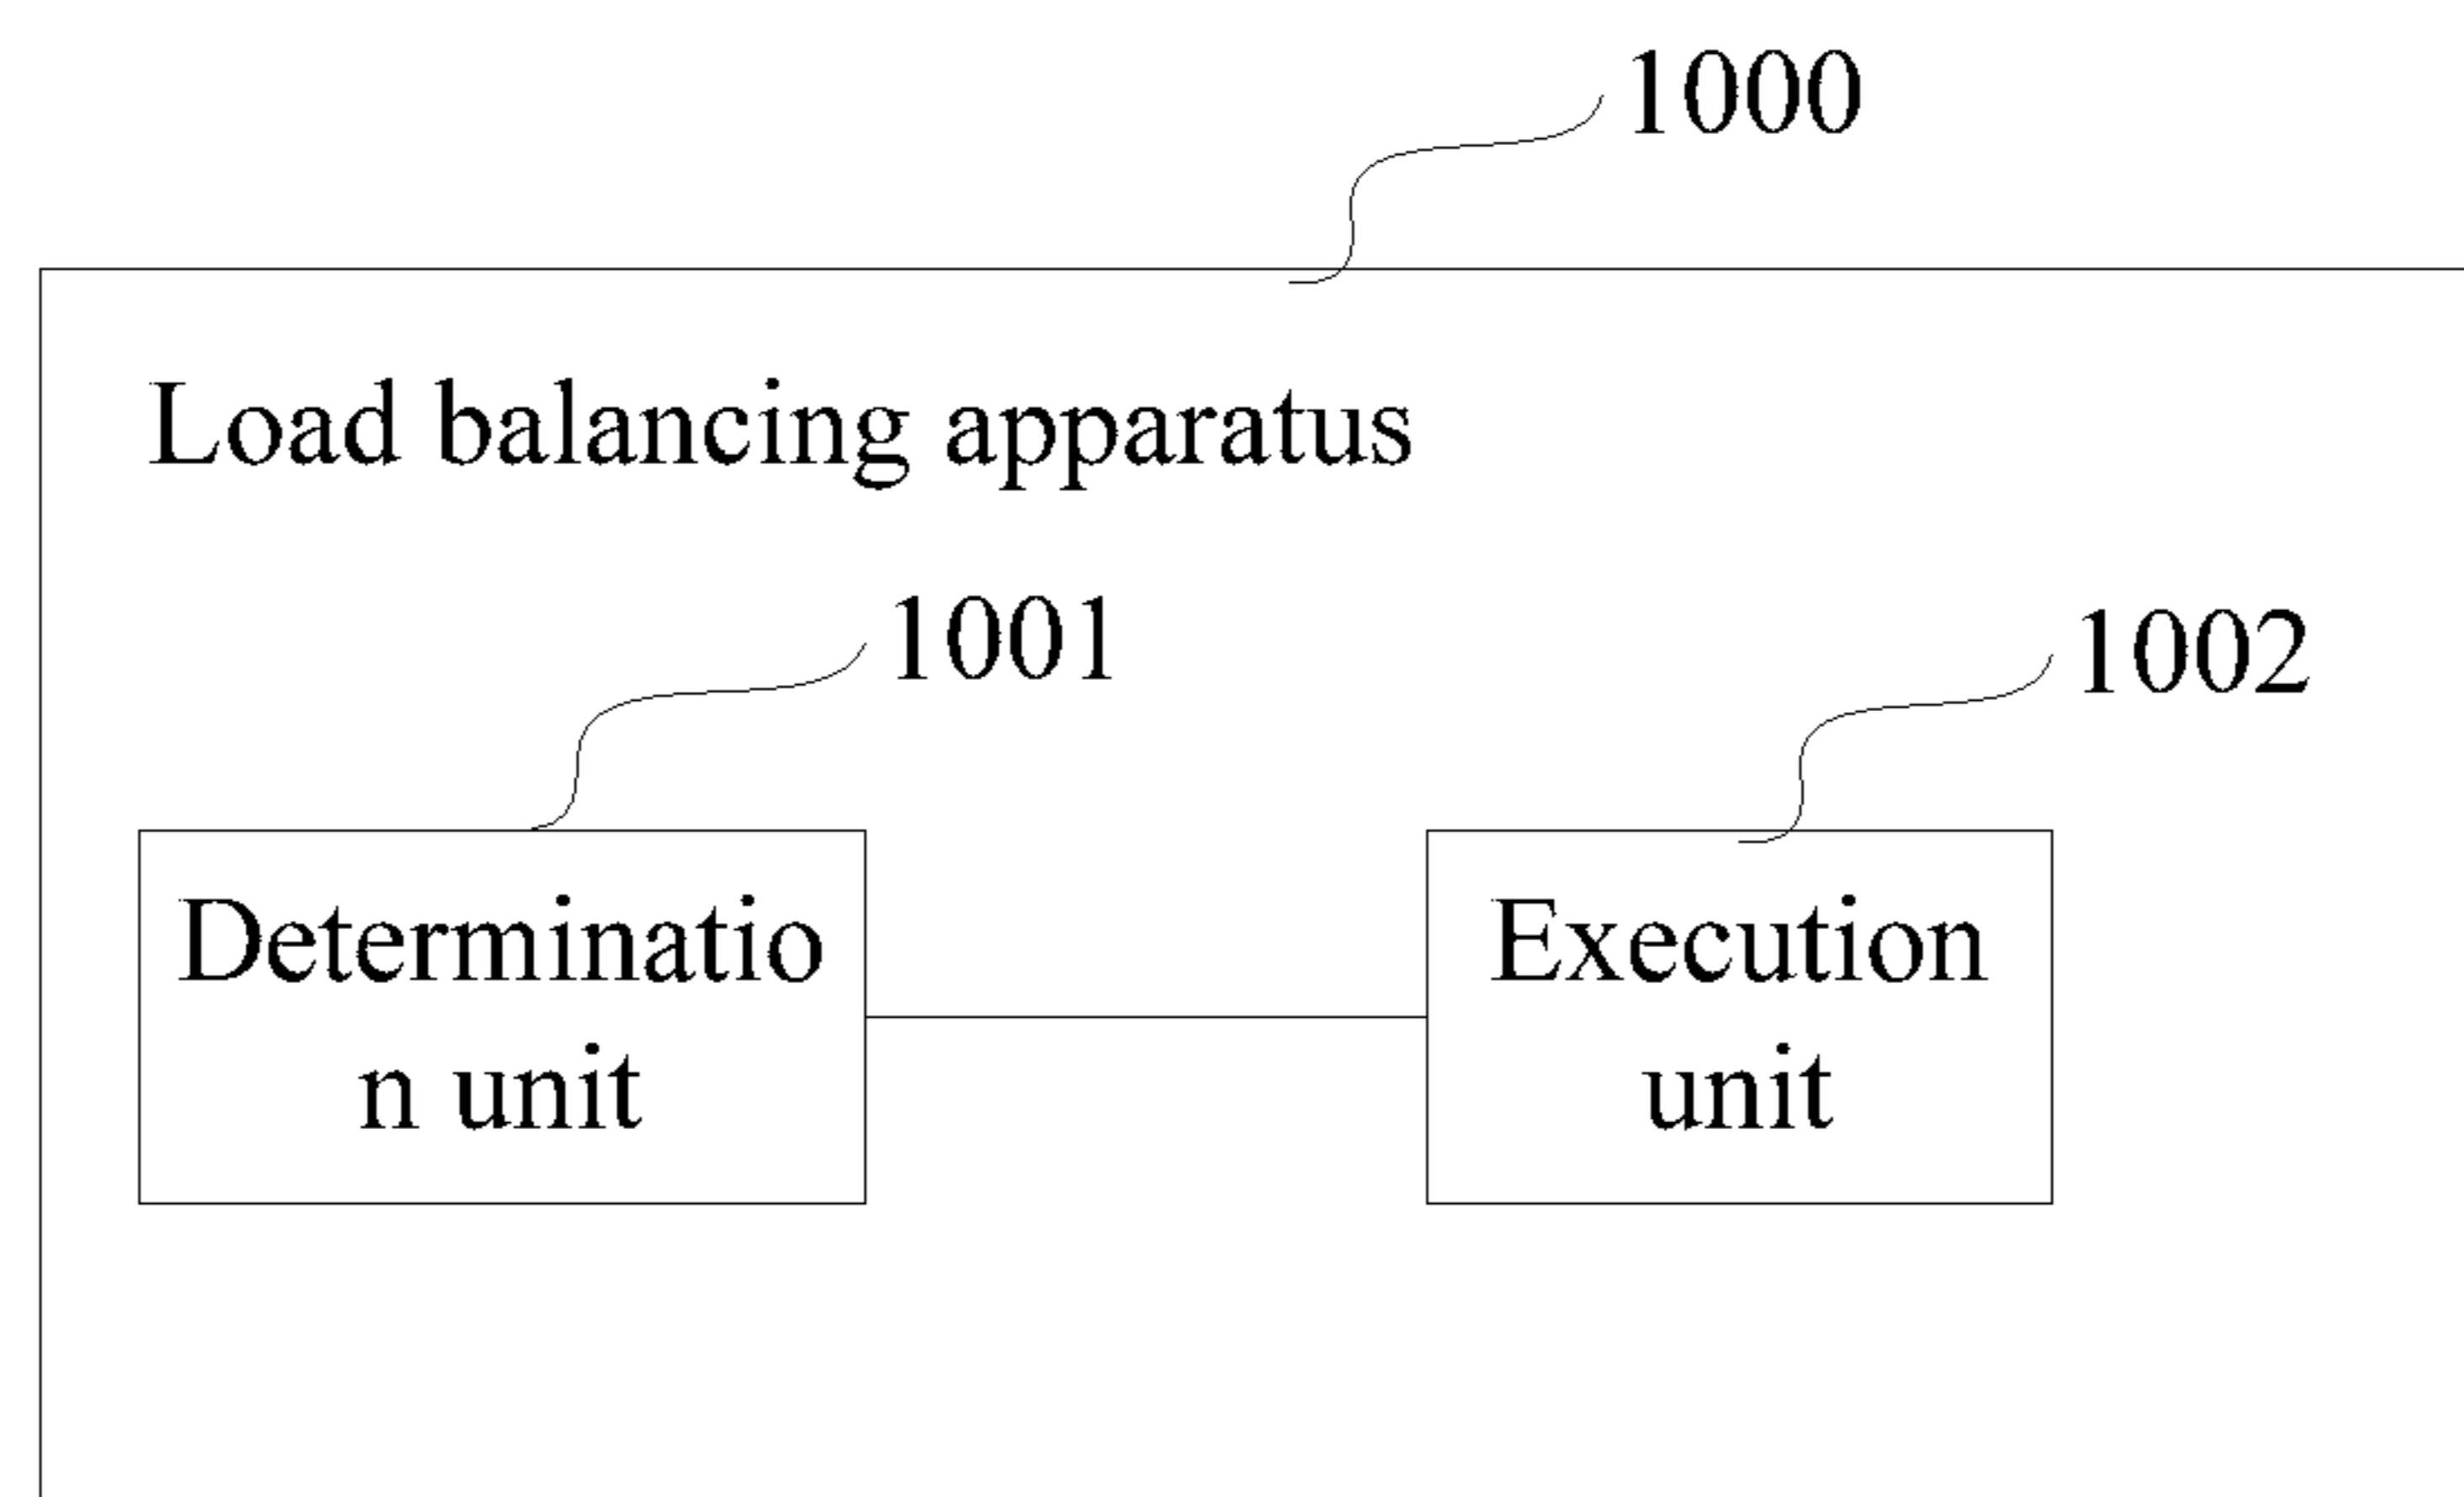 1000
Load balancing apparatus
1001
1002
Determinatio
n unit
Execution
unit